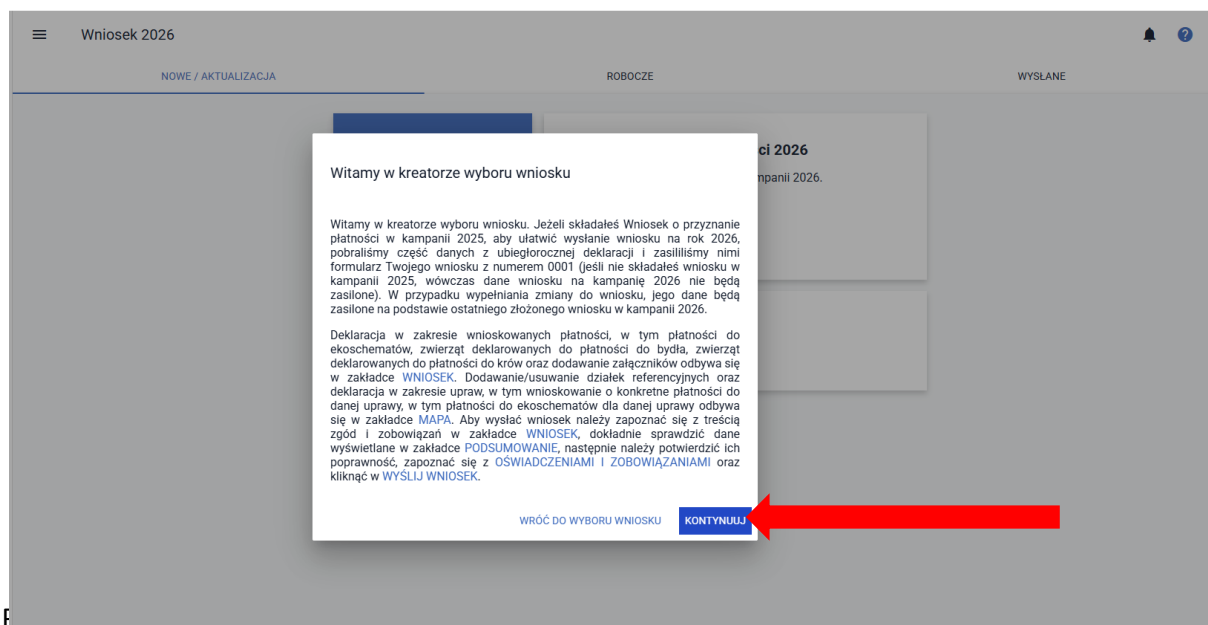 Wniosek 2026
NOWE / AKTUALIZACJA
ROBOCZE
WYSŁANE
ci 2026
mpanii 2026.
Witamy w kreatorze wyboru wniosku
Witamy w kreatorze wyboru wniosku. Jeżeli składałeś Wniosek o przyznanie
płatności w kampanii 2025, aby ułatwić wysłanie wniosku na rok 2026,
pobraliśmy część danych z ubiegłorocznej deklaracji i zasililiśmy nimi
formularz Twojego wniosku z numerem 0001 (jeśli nie składałeś wniosku w
kampanii 2025, wówczas dane wniosku na kampanię 2026 nie będą
zasilone). W przypadku wypełniania zmiany do wniosku, jego dane będą
zasilone na podstawie ostatniego złożonego wniosku w kampanii 2026.
Deklaracja w zakresie wnioskowanych płatności, w tym płatności do
ekoschematów, zwierząt deklarowanych do płatności do bydła, zwierząt
deklarowanych do płatności do krów oraz dodawanie załączników odbywa się
w zakładce WNIOSEK. Dodawanie/usuwanie działek referencyjnych oraz
deklaracja w zakresie upraw, w tym wnioskowanie o konkretne płatności do
danej uprawy, w tym płatności do ekoschematów dla danej uprawy odbywa
się w zakładce MAPA. Aby wysłać wniosek należy zapoznać się z treścią
zgód i zobowiązań w zakładce WNIOSEK, dokładnie sprawdzić dane
wyświetlane w zakładce PODSUMOWANIE, następnie należy potwierdzić ich
poprawność, zapoznać się z OŚWIADCZENIAMI I ZOBOWIĄZANIAMI oraz
kliknąć w WYŚLIJ WNIOSEK.
WRÓĆ DO WYBORU WNIOSKU
KONTYNUUJ